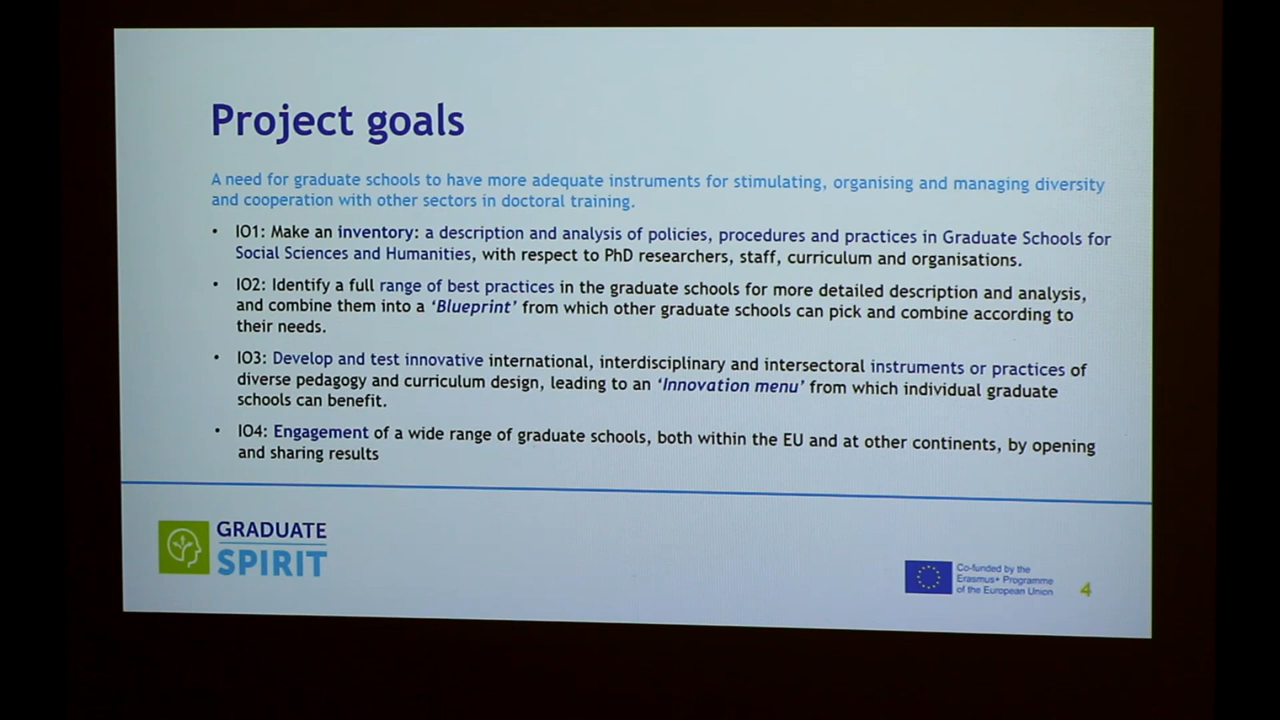 Project goals
A need for graduate schools to have more adequate instruments for stimulating, organising and managing diversity
and cooperation with other sectors in doctoral training.
• IO1: Make an inventory: a description and analysis of policies, procedures and practices in Graduate Schools for
Social Sciences and Humanities, with respect to PhD researchers, staff, curriculum and organisations.
• IO2: Identify a full range of best practices in the graduate schools for more detailed description and analysis,
and combine them into a ‘Blueprint’ from which other graduate schools can pick and combine according to
their needs.
• IO3: Develop and test innovative international, interdisciplinary and intersectoral instruments or practices of
diverse pedagogy and curriculum design, leading to an ‘Innovation menu’ from which individual graduate
schools can benefit.
• IO4: Engagement of a wide range of graduate schools, both within the EU and at other continents, by opening
and sharing results
GRADUATE
SPIRIT
Co-funded by the
Erasmus+ Programme
of the European Union
4